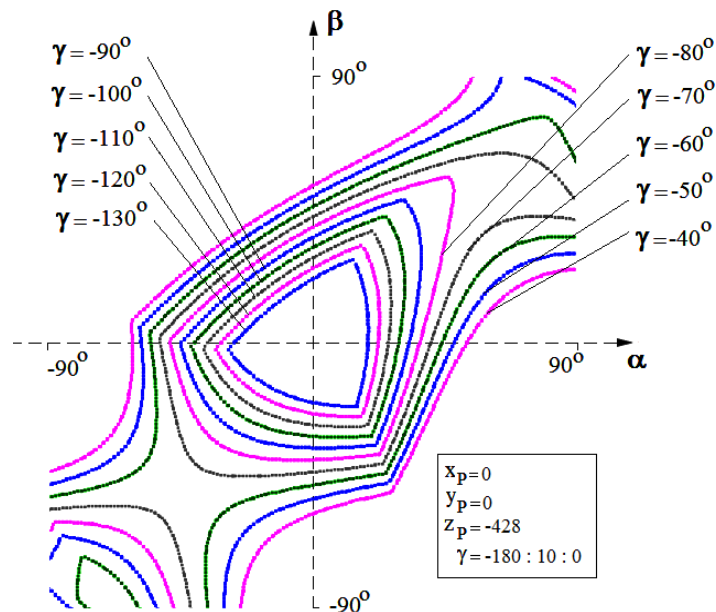 β
γ = -90°
90°
γ = -80°
γ = -100°
γ = -70°
γ = -110°
γ = -60°
γ = -120°
γ = -50°
γ = -130°
γ = -40°
-90°
90°
α
xp=0
yp=0
zp= -428
γ = -180 : 10 : 0
-90°